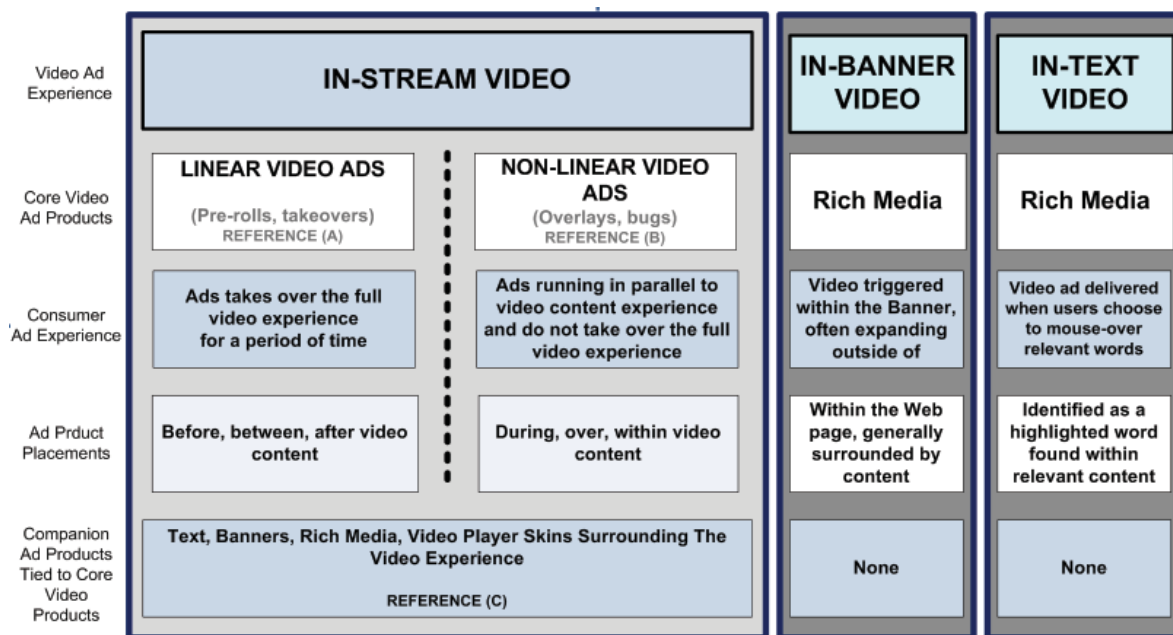 Video Ad
Experience
IN-STREAM VIDEO
IN-BANNER
VIDEO
IN-TEXT
VIDEO
Core Video
Ad Products
LINEAR VIDEO ADS
(Pre-rolls, takeovers)
REFERENCE (A)
NON-LINEAR VIDEO
ADS
(Overlays, bugs)
REFERENCE (B)
Rich Media
Rich Media
Consumer
Ad Experience
Ads takes over the full
video experience
for a period of time
Ads running in parallel to
video content experience
and do not take over the full
video experience
Video triggered
within the Banner,
often expanding
outside of
Video ad delivered
when users choose
to mouse-over
relevant words
Ad Prduct
Placements
Before, between, after video
content
During, over, within video
content
Within the Web
page, generally
surrounded by
content
Identified as a
highlighted word
found within
relevant content
Companion
Ad Products
Tied to Core
Video
Products
Text, Banners, Rich Media, Video Player Skins Surrounding The
Video Experience
REFERENCE (C)
None
None